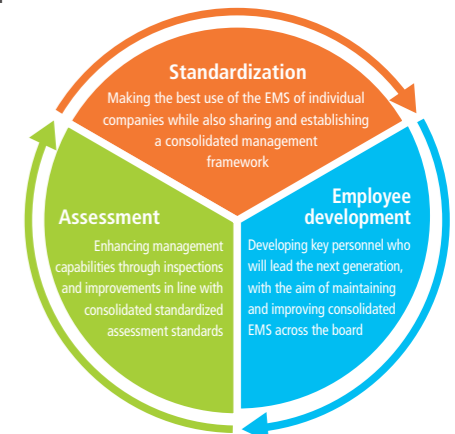 Standardization
Making the best use of the EMS of individual
companies while also sharing and establishing
a consolidated management
framework
Assessment
Enhancing management
capabilities through inspections
and improvements in line with
consolidated standardized
assessment standards
Employee
development
Developing key personnel who
will lead the next generation,
with the aim of maintaining
and improving consolidated
EMS across the board